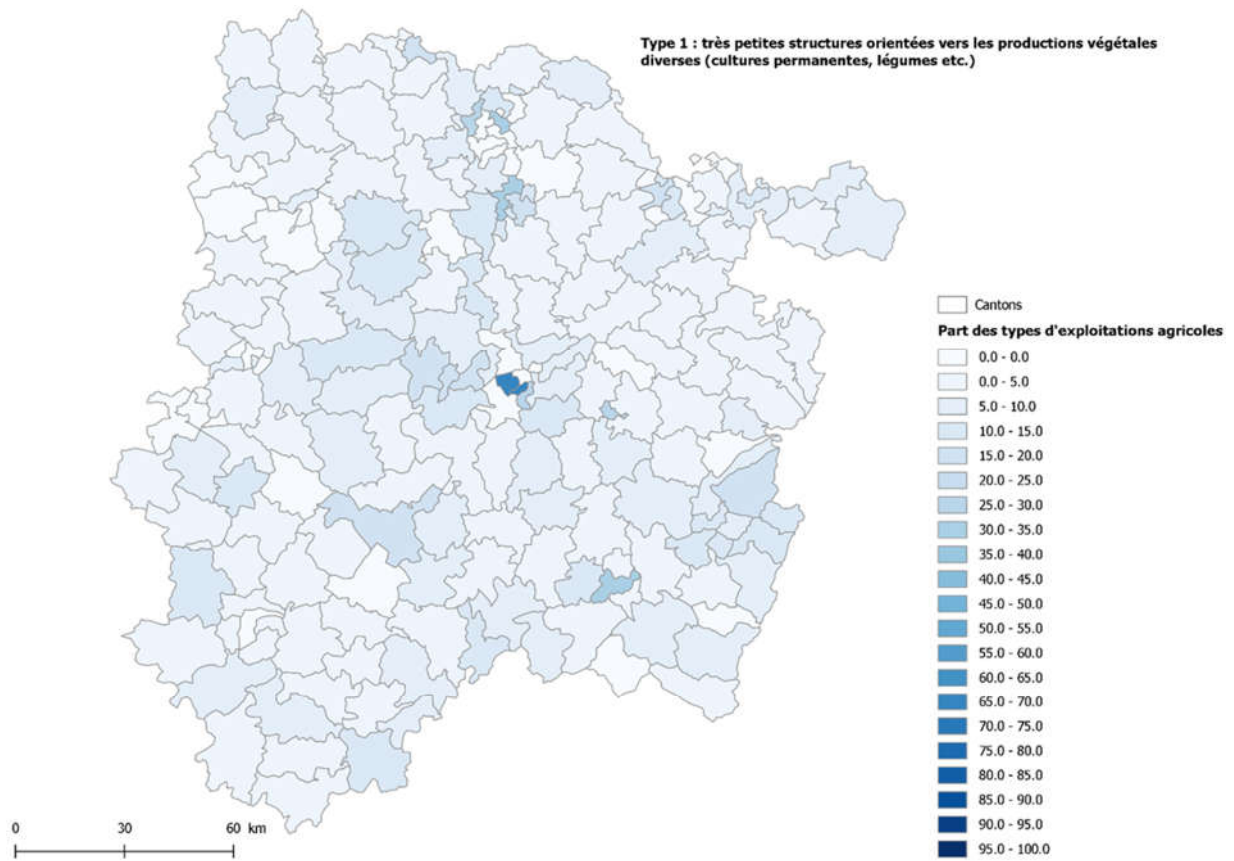 Type 1 : très petites structures orientées vers les productions végétales
diverses (cultures permanentes, légumes etc.)
Cantons
Part des types d'exploitations agricoles
0.0 - 0.0
0.0 - 5.0
5.0 - 10.0
10.0 - 15.0
15.0 - 20.0
20.0 - 25.0
25.0 - 30.0
30.0 - 35.0
35.0 - 40.0
40.0 - 45.0
45.0 - 50.0
50.0 - 55.0
55.0 - 60.0
60.0 - 65.0
65.0 - 70.0
70.0 - 75.0
75.0 - 80.0
80.0 - 85.0
85.0 - 90.0
90.0 - 95.0
95.0 - 100.0
0 30 60 km